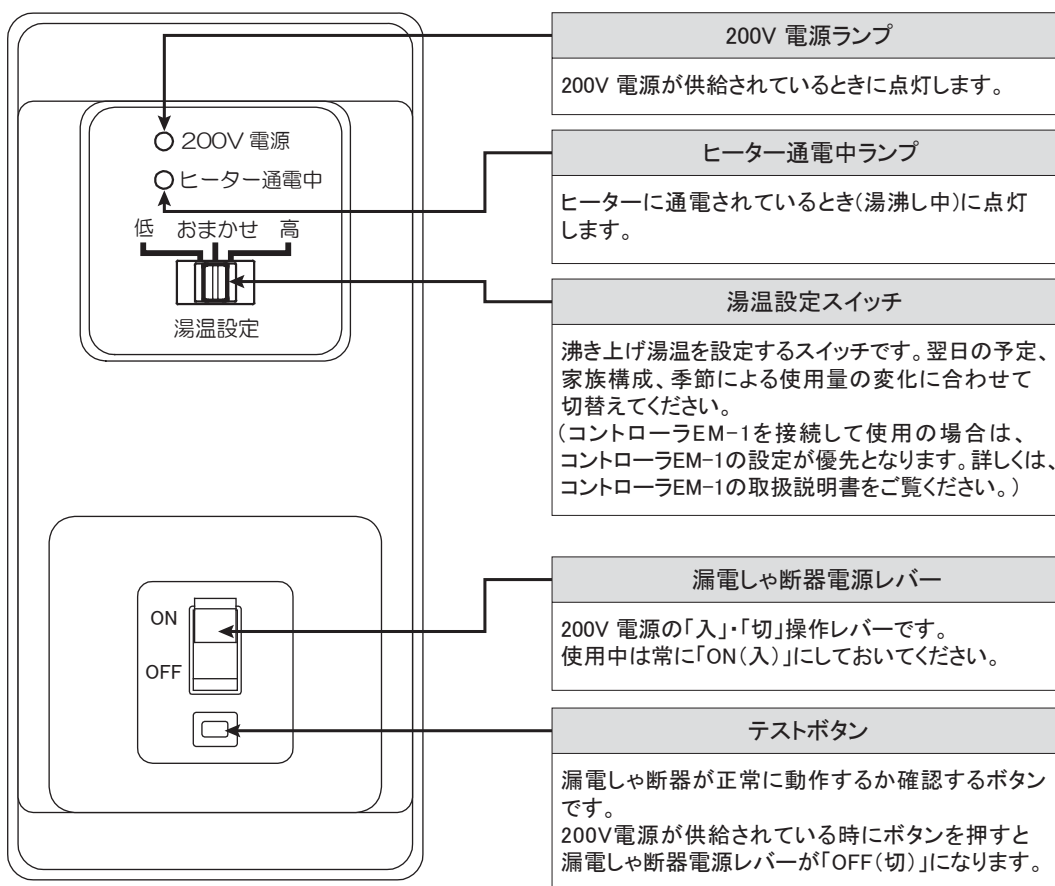 200V 電源
ヒーター通電中
低 おまかせ 高
湯温設定
ON
OFF
200V 電源ランプ
200V 電源が供給されているときに点灯します。
ヒーター通電中ランプ
ヒーターに通電されているとき(湯沸し中)に点灯
します。
湯温設定スイッチ
沸き上げ湯温を設定するスイッチです。翌日の予定、
家族構成、季節による使用量の変化に合わせて
切替えてください。
(コントローラEM-1を接続して使用の場合は、
コントローラEM-1の設定が優先となります。詳しくは、
コントローラEM-1の取扱説明書をご覧ください。)
漏電しゃ断器電源レバー
200V 電源の「入」・「切」操作レバーです。
使用中は常に「ON(入)」にしておいてください。
テストボタン
漏電しゃ断器が正常に動作するか確認するボタン
です。
200V電源が供給されている時にボタンを押すと
漏電しゃ断器電源レバーが「OFF(切)」になります。